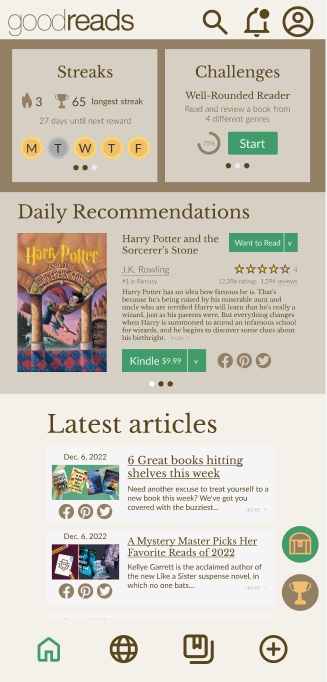 goodreads
Streaks
3
65 longest streak
27 days until next reward
M T W T F
Challenges
Well-Rounded Reader
Read and review a book from
4 different genres
75%
Start
Daily Recommendations
Harry Potter
AND THE
SORCERER'S STONE
Harry Potter and the
Sorcerer's Stone
Want to Read v
J.K. Rowling
4
#1 in Fantasy
12,396 ratings 1,294 reviews
Harry Potter has no idea how famous he is. That's
because he's being raised by his miserable aunt and
uncle who are terrified Harry will learn that he's really a
wizard, just as his parents were. But everything changes
when Harry is summoned to attend an infamous school
for wizards, and he begins to discover some clues about
his birthright. more
Kindle $9.99 v
Latest articles
Dec. 6, 2022
6 Great books hitting
shelves this week
Need another excuse to treat yourself to a
new book this week? We've got you
covered with the buzziest...
more
Dec. 6, 2022
A Mystery Master Picks Her
Favorite Reads of 2022
Kellye Garrett is the acclaimed author of
the new Like a Sister suspense novel, in
which no one bats...
more